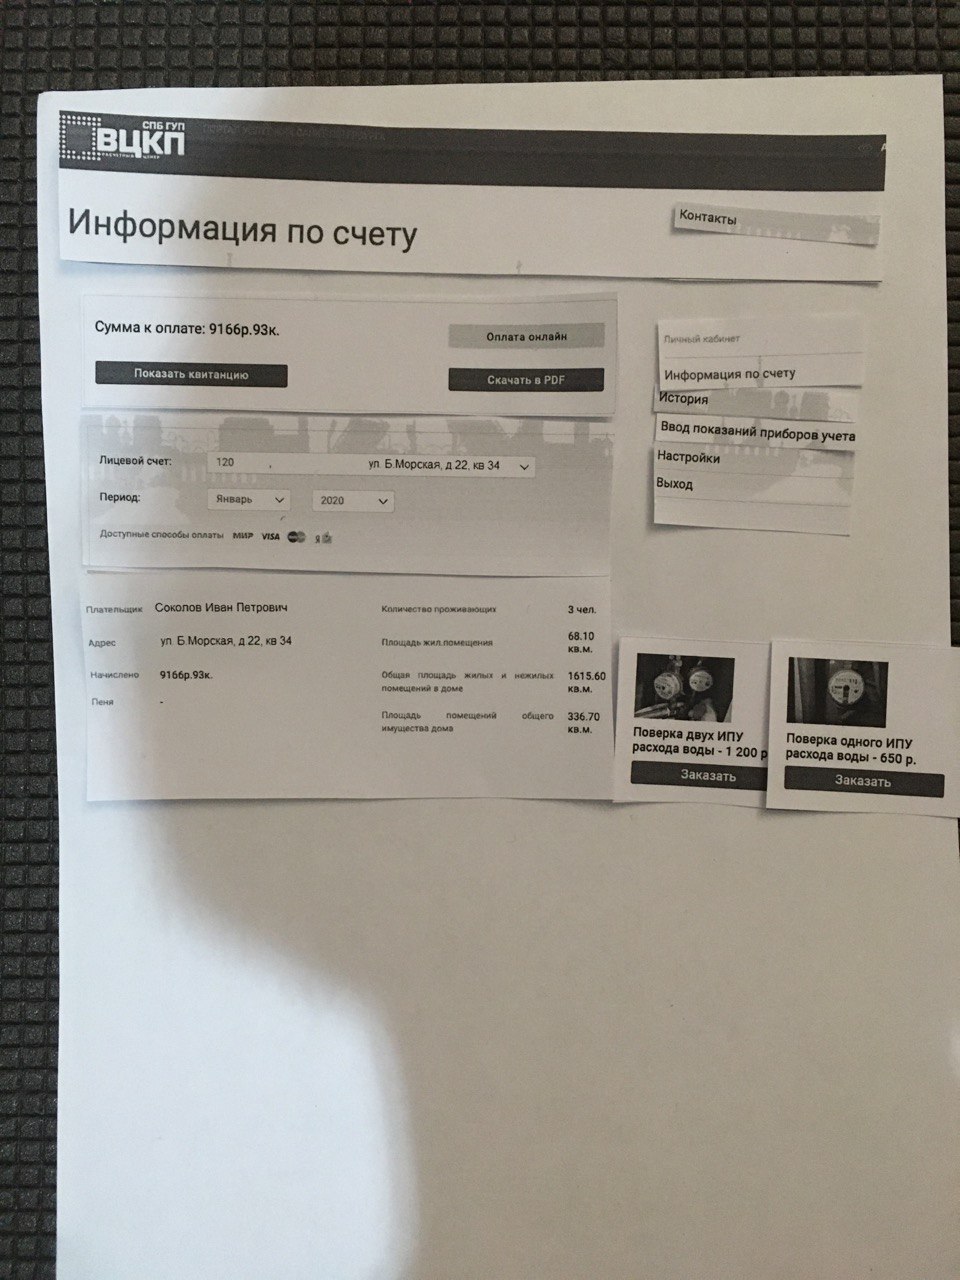 СПБ ГУП
ВЦКП
РАСЧЕТНЫЙ ЦЕНТР
Информация по счету
Контакты
Сумма к оплате: 9166р.93к.
Оплата онлайн
Показать квитанцию
Скачать в PDF
Личный кабинет
Информация по счету
История
Ввод показаний приборов учета
Настройки
Выход
Лицевой счет: 120 , ул. Б.Морская, д 22, кв 34
Период: Январь 2020
Доступные способы оплаты МИР VISA
Плательщик Соколов Иван Петрович
Адрес ул Б.Морская, д 22, кв 34
Начислено 9166р.93к.
Пеня -
Количество проживающих 3 чел.
Площадь жил.помещения 68.10 кв.м.
Общая площадь жилых и нежилых 1615.60
помещений в доме кв.м.
Площадь помещений общего 336.70
имущества дома кв.м.
Поверка двух ИПУ
расхода воды - 1 200 р
Заказать
Поверка одного ИПУ
расхода воды - 650 р.
Заказать